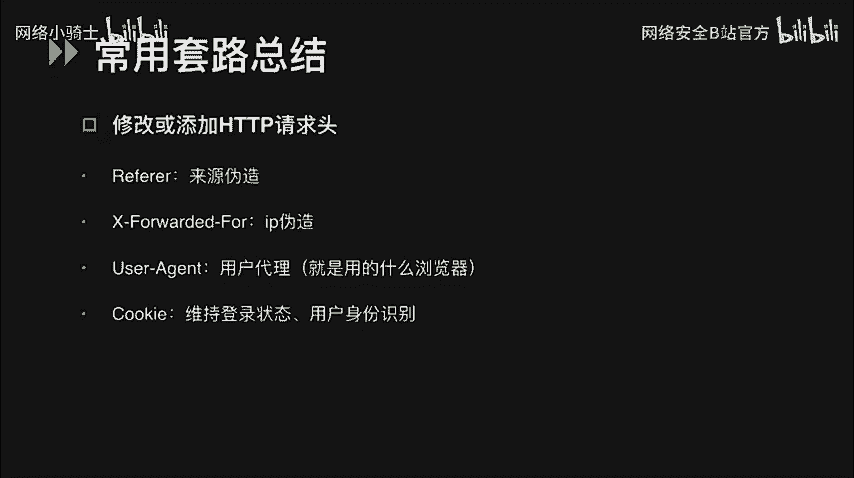 网络小骑士 bilibili
网络安全B站官方 bilibili
常用套路总结
修改或添加HTTP请求头
· Referer：来源伪造
· X-Forwarded-For：ip伪造
· User-Agent：用户代理（就是用的什么浏览器）
· Cookie：维持登录状态、用户身份识别